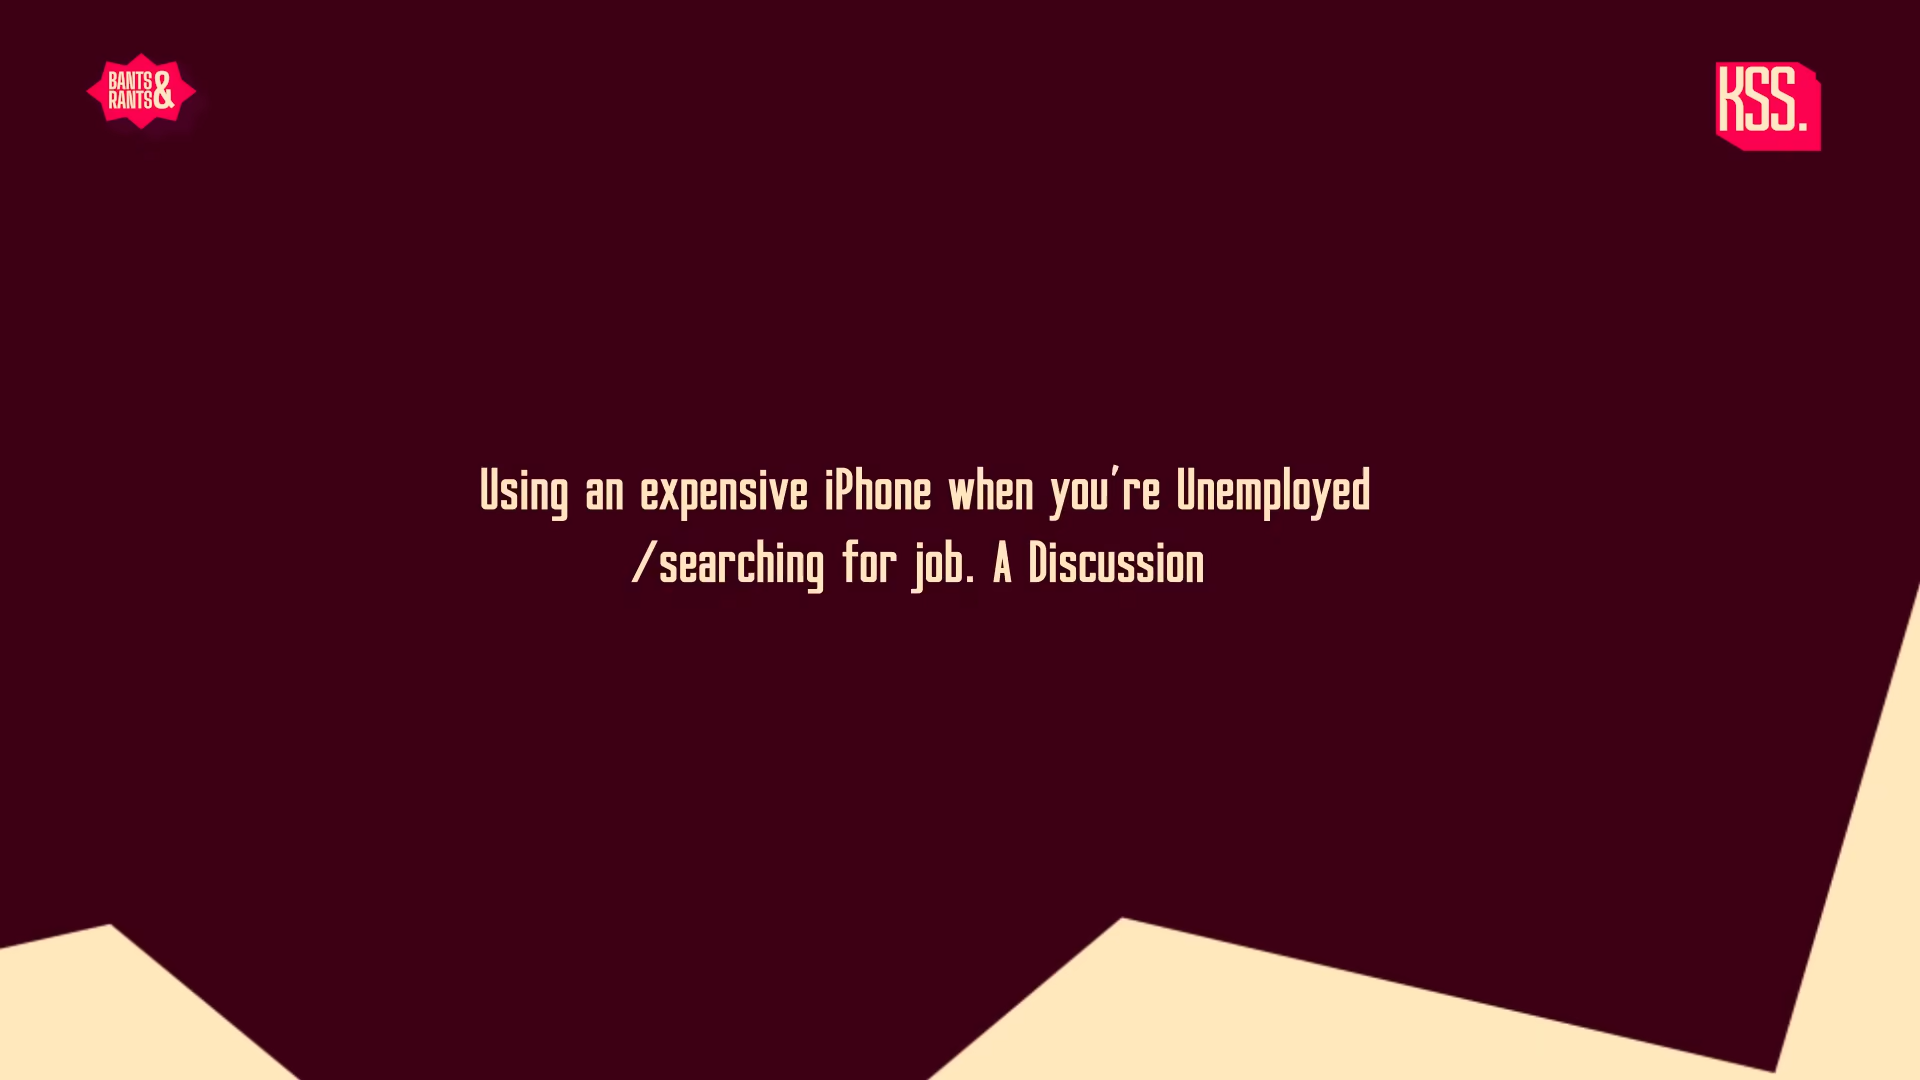 BANTS
RANTS &
KSS.
Using an expensive iPhone when you're Unemployed
/searching for job. A Discussion